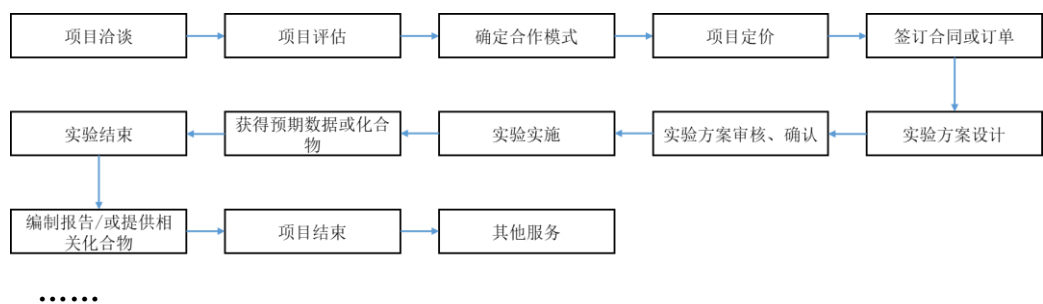 项目洽谈
项目评估
确定合作模式
项目定价
签订合同或订单
实验结束
获得预期数据或化合
物
实验实施
实验方案审核、确认
实验方案设计
编制报告/或提供相
关化合物
项目结束
其他服务
……